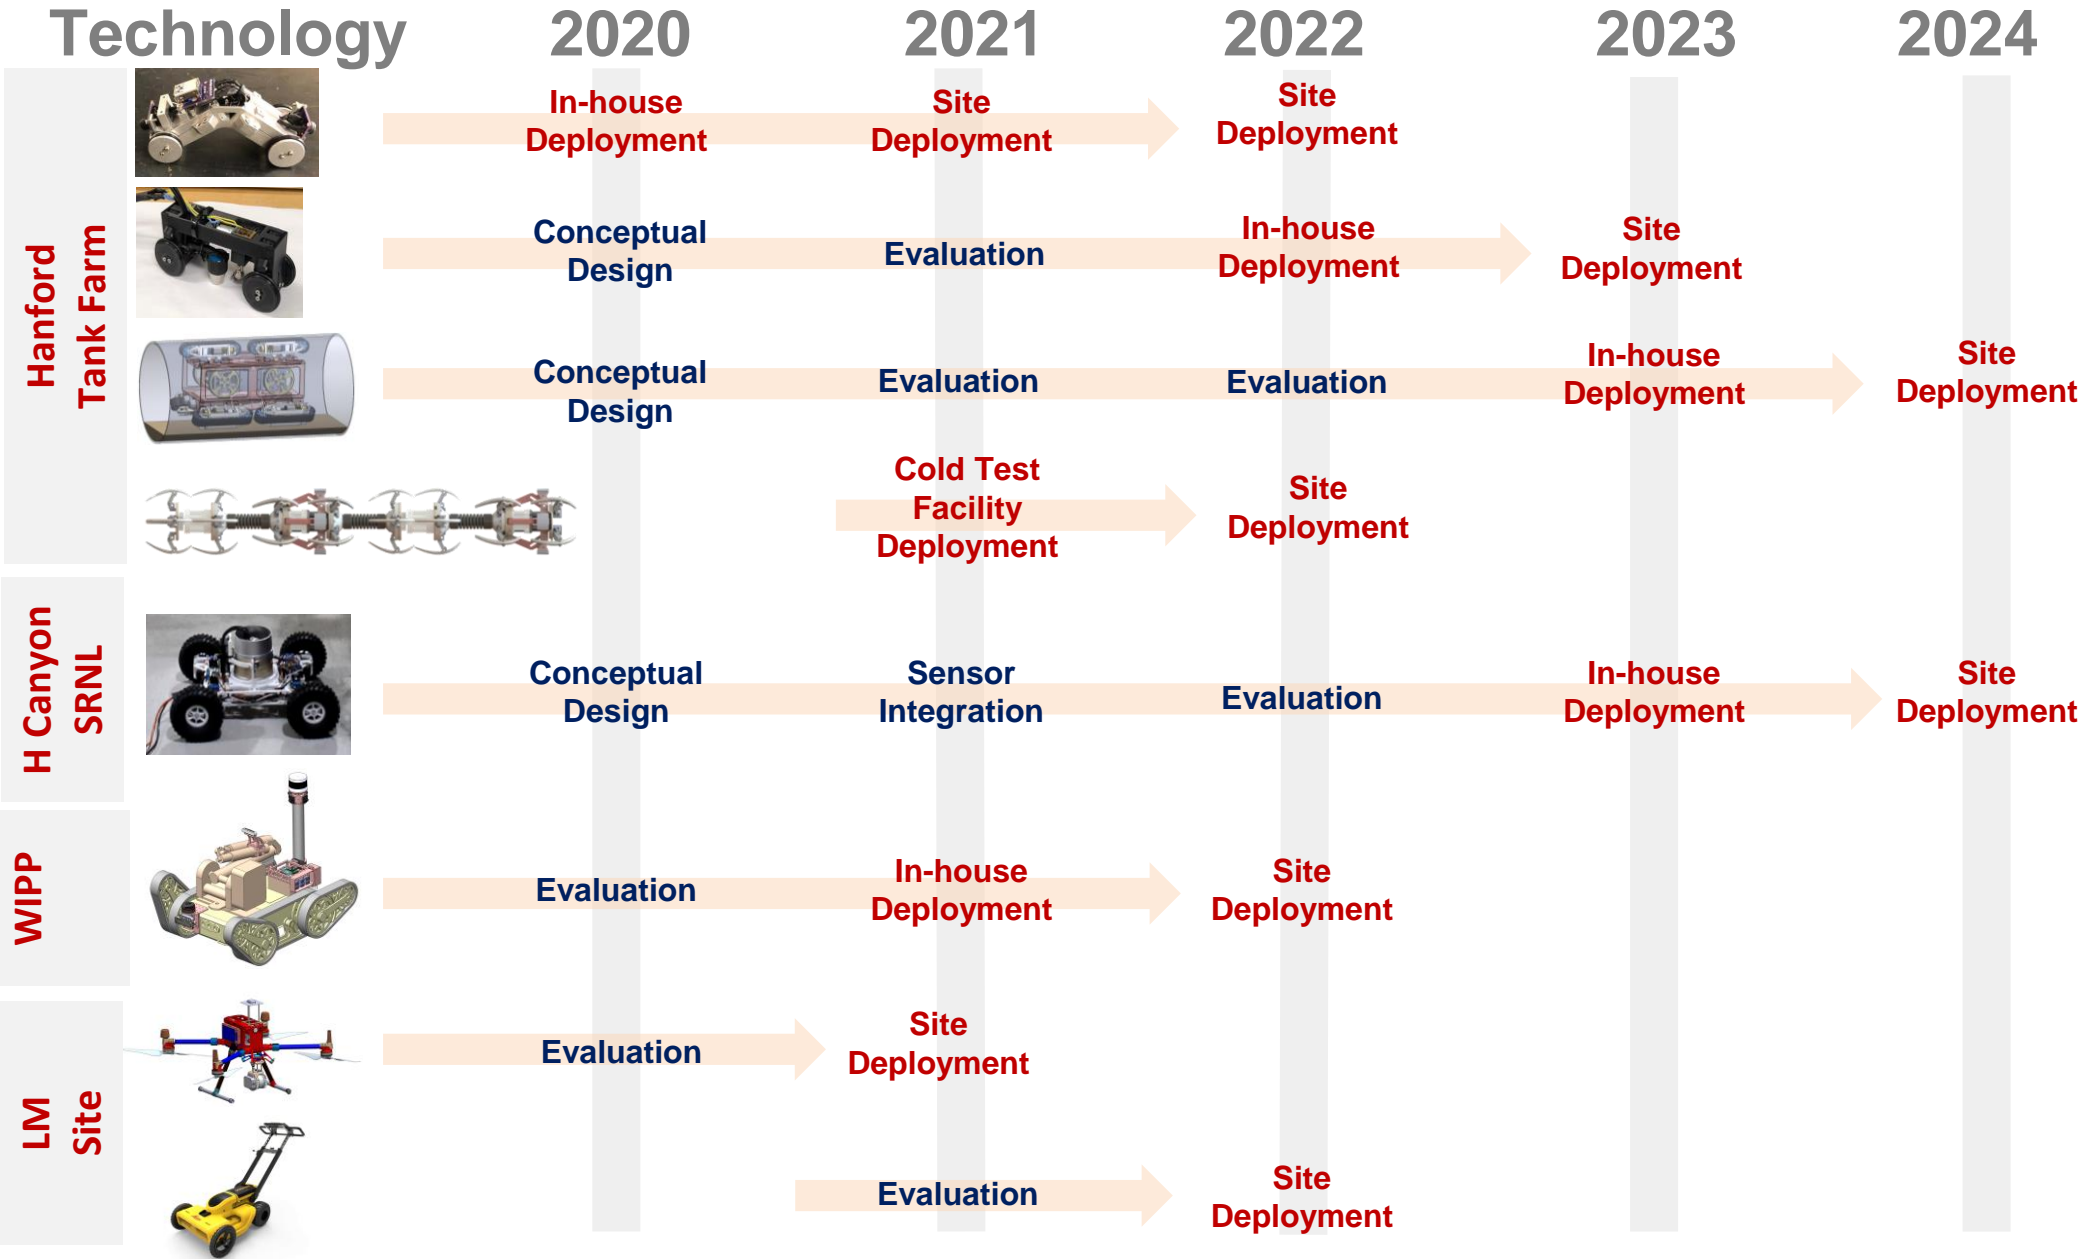 Technology 2020 2021 2022 2023 2024
Hanford
Tank Farm
In-house
Deployment
Site
Deployment
Site
Deployment
Conceptual
Design
Evaluation
In-house
Deployment
Site
Deployment
Conceptual
Design
Evaluation
Evaluation
In-house
Deployment
Site
Deployment
Cold Test
Facility
Deployment
Site
Deployment
H Canyon
SRNL
Conceptual
Design
Sensor
Integration
Evaluation
In-house
Deployment
Site
Deployment
WIPP
Evaluation
In-house
Deployment
Site
Deployment
LM
Site
Evaluation
Site
Deployment
Evaluation
Site
Deployment